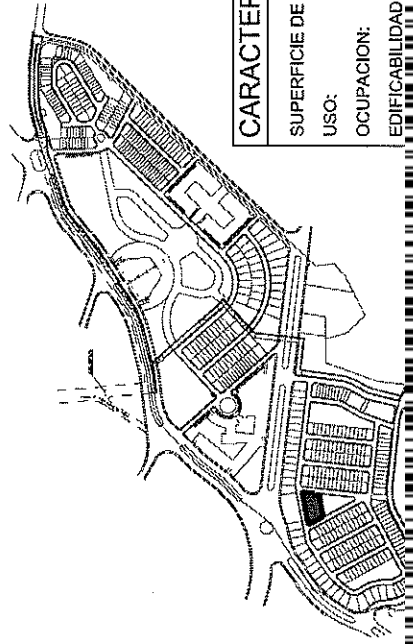 CARACTER
SUPERFICIE DE
USO:
OCUPACION:
EDIFICABILIDAD